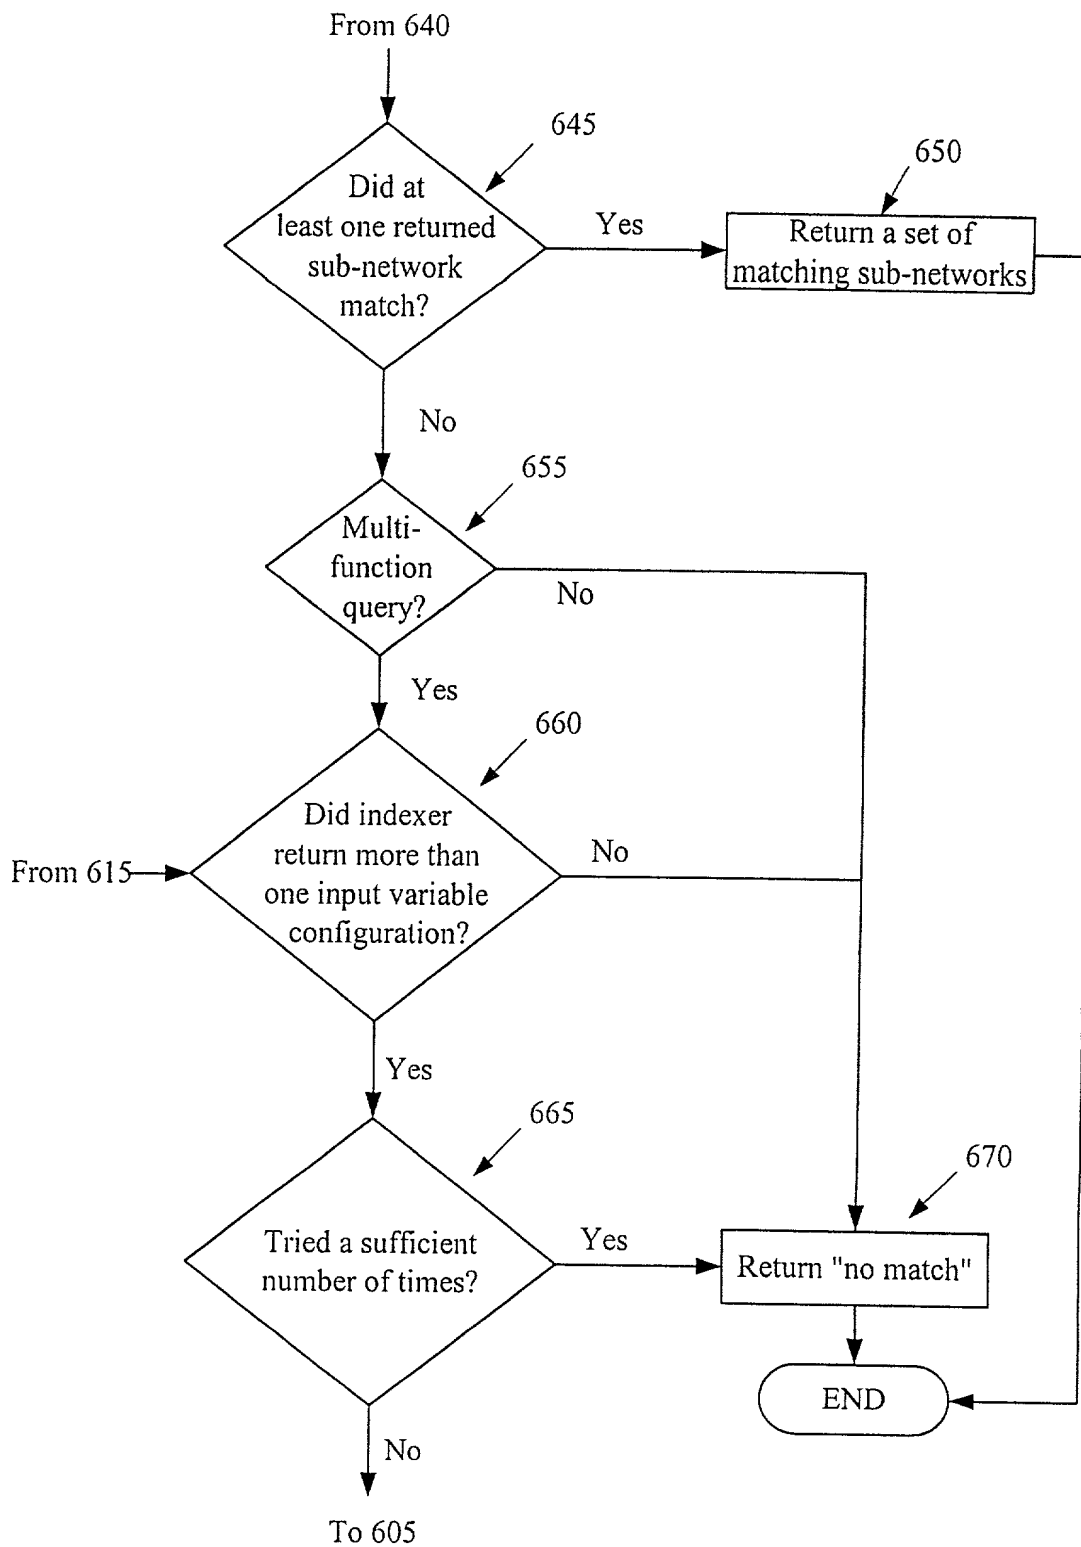 From 640
645
Did at
least one returned
sub-network
match?
Yes
650
Return a set of
matching sub-networks
No
655
Multi-
function
query?
No
Yes
660
Did indexer
return more than
one input variable
configuration?
From 615
No
Yes
665
Tried a sufficient
number of times?
Yes
670
Return "no match"
END
No
To 605